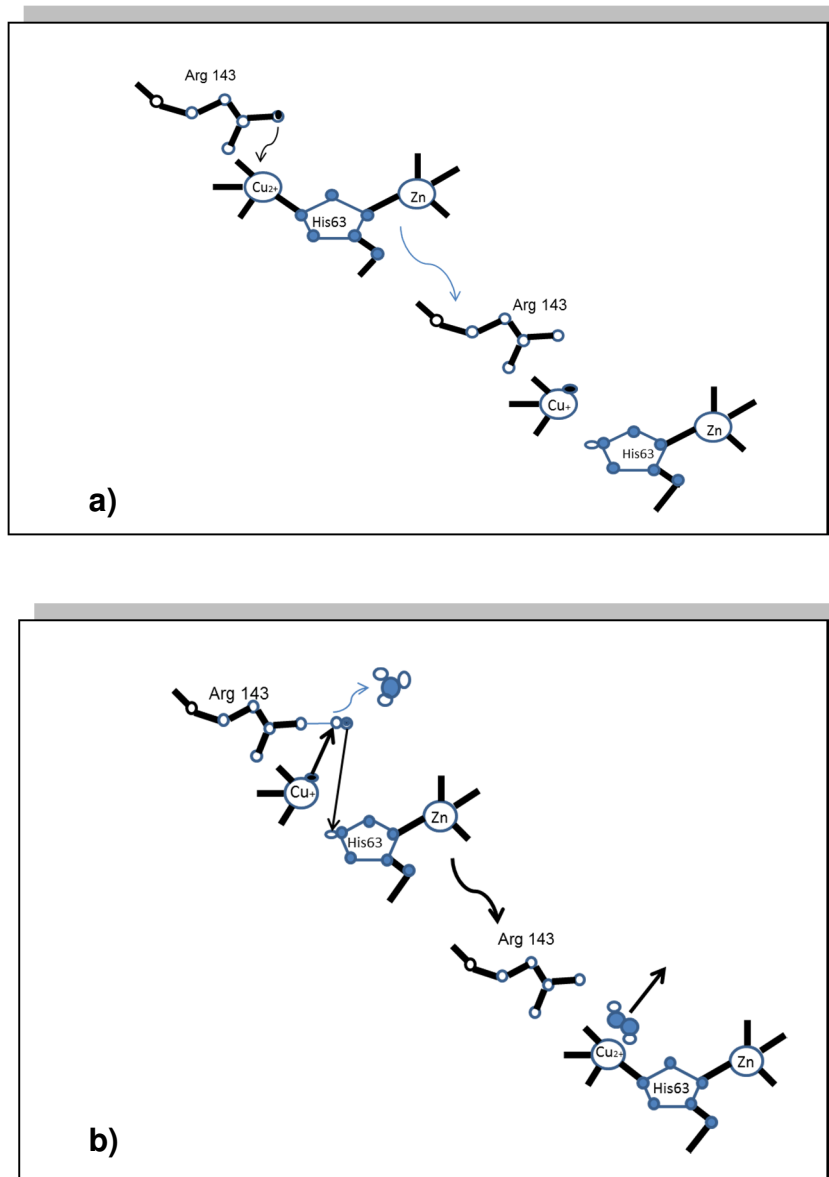 Arg 143
Cu2+
His63
Zn
Arg 143
Cu+
His63
Zn
a)
Arg 143
Cu+
His63
Zn
Arg 143
Cu2+
His63
Zn
b)